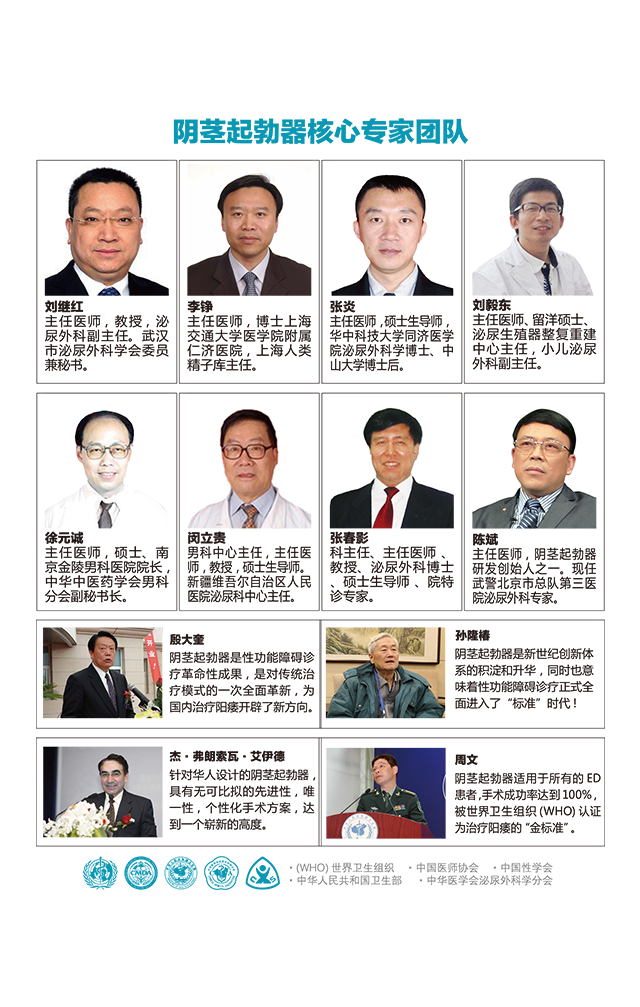 阴茎起勃器核心专家团队
刘继红
主任医师，教授，泌
尿外科副主任。武汉
市泌尿外科学会委员
兼秘书。
李铮
主任医师，博士上海
交通大学医学院附属
仁济医院，上海人类
精子库主任。
张炎
主任医师，硕士生导师，
华中科技大学同济医学
院泌尿外科学博士、中
山大学博士后。
刘毅东
主任医师、留洋硕士、
泌尿生殖器整复重建
中心主任，小儿泌尿
外科副主任。
徐元诚
主任医师，硕士、南
京金陵男科医院院长，
中华中医药学会男科
分会副秘书长。
闵立贵
男科中心主任，主任医
师，教授，硕士生导师。
新疆维吾尔自治区人民
医院泌尿科中心主任。
张春影
科主任、主任医师 、
教授、泌尿外科博士
、硕士生导师 、院特
诊专家。
陈斌
主任医师，阴茎起勃器
研发创始人之一。现任
武警北京市总队第三医
院泌尿外科专家。
殷大奎
阴茎起勃器是性功能障碍诊
疗革命性成果，是对传统治
疗模式的一次全面革新，为
国内治疗阳痿开辟了新方向。
孙隆椿
阴茎起勃器是新世纪创新体
系的积淀和升华，同时也意
味着性功能障碍诊疗正式全
面进入了“标准”时代！
杰·弗朗索瓦·艾伊德
针对华人设计的阴茎起勃器，
具有无可比拟的先进性，唯
一性，个性化手术方案，达
到一个崭新的高度。
周文
阴茎起勃器适用于所有的 ED
患者,手术成功率达到 100%,
被世界卫生组织 (WHO) 认证
为治疗阳痿的“金标准”。
CMDA
·(WHO) 世界卫生组织 ·中国医师协会 ·中国性学会
·中华人民共和国卫生部 ·中华医学会泌尿外科学分会